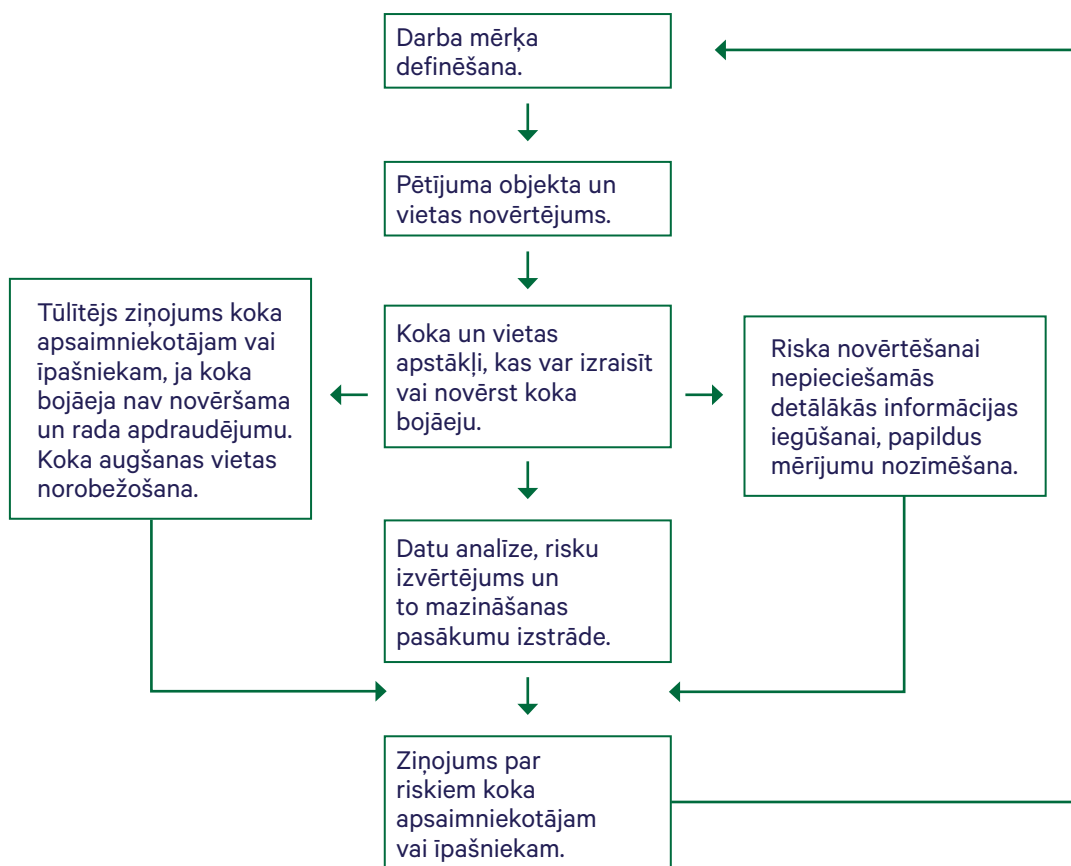 Darba mērķa
definēšana.
Pētījuma objekta un
vietas novērtējums.
Tūlītējs ziņojums koka
apsaimniekotājam vai
īpašniekam, ja koka
bojāeja nav novēršama
un rada apdraudējumu.
Koka augšanas vietas
norobežošana.
Koka un vietas
apstākļi, kas var izraisīt
vai novērst koka
bojāeju.
Riska novērtēšanai
nepieciešamās
detālākās informācijas
iegūšanai, papildus
mērījumu nozīmēšana.
Datu analīze, risku
izvērtējums un
to mazināšanas
pasākumu izstrāde.
Ziņojums par
riskiem koka
apsaimniekotājam
vai īpašniekam.